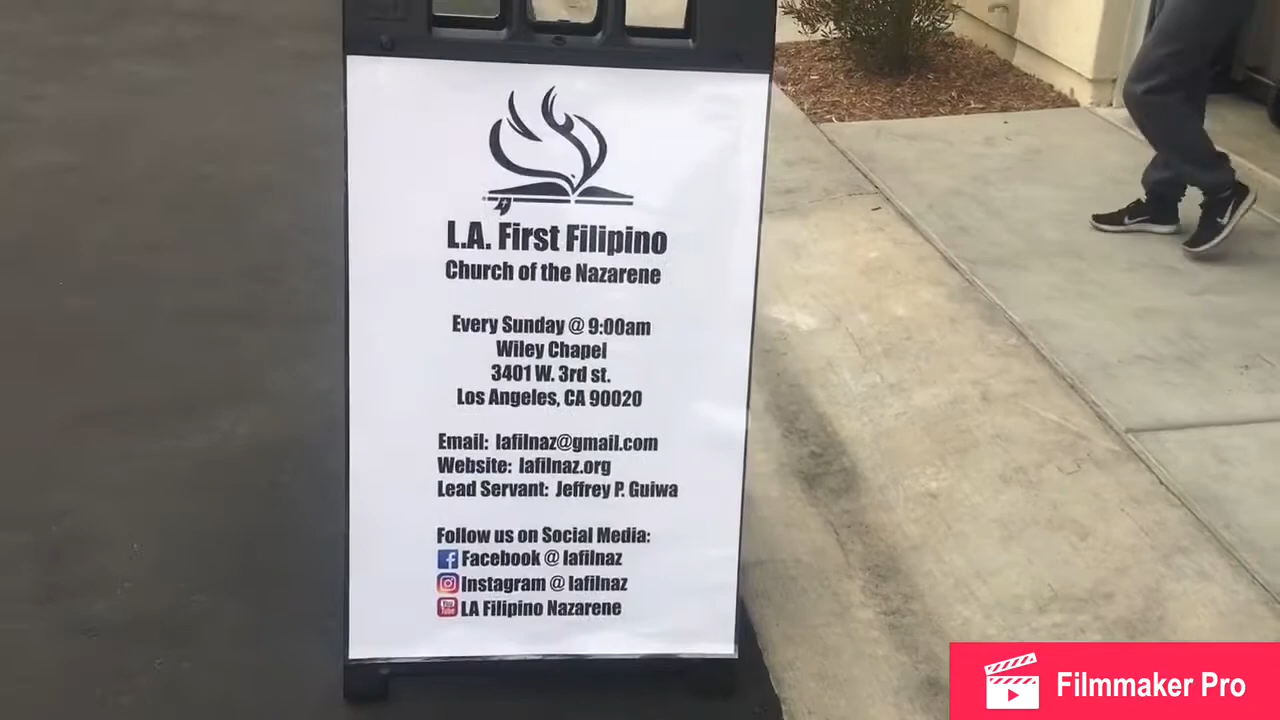 L.A. First Filipino
Church of the Nazarene
Every Sunday @ 9:00am
Wiley Chapel
3401 W. 3rd st.
Los Angeles, CA 90020
Email: lafilnaz@gmail.com
Website: lafilnaz.org
Lead Servant: Jeffrey P. Guiwa
Follow us on Social Media:
Facebook @ lafilnaz
Instagram @ lafilnaz
You Tube LA Filipino Nazarene
Filmmaker Pro